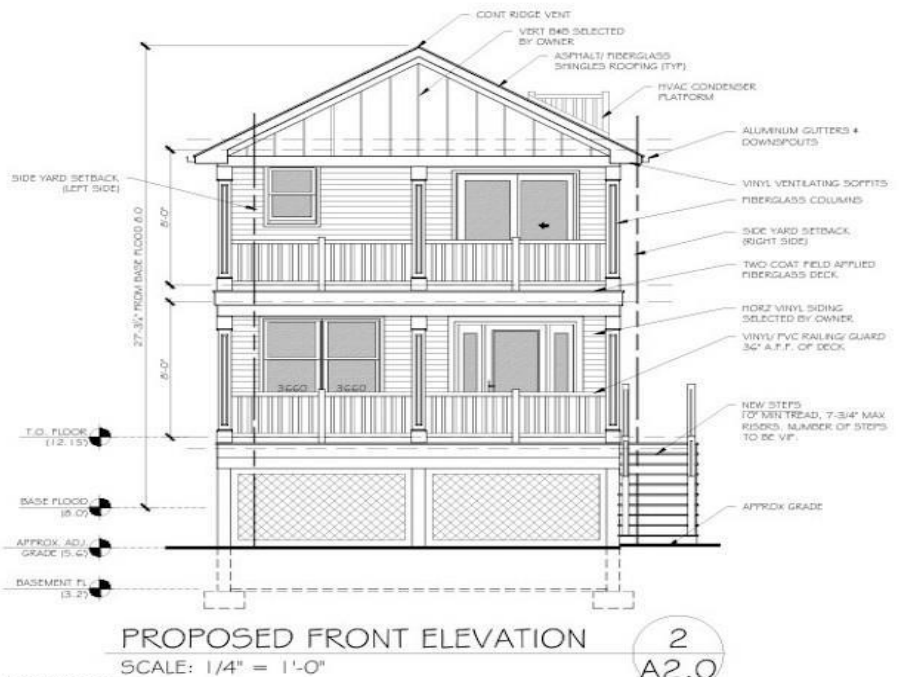 CONT RIDGE VENT
VERT B&B SELECTED
BY OWNER
ASPHALT/ FIBERGLASS
SHINGLES ROOFING (TYP)
HVAC CONDENSER
PLATFORM
ALUMINUM GUTTERS &
DOWNSPOUTS
SIDE YARD SETBACK
(LEFT SIDE)
VINYL VENTILATING SOFFITS
FIBERGLASS COLUMNS
SIDE YARD SETBACK
(RIGHT SIDE)
8'-0"
27'-3/4" FROM BASE FLOOD 8.0
TWO COAT FIELD APPLIED
FIBERGLASS DECK
HORZ VINYL SIDING
SELECTED BY OWNER
VINYL/ PVC RAILING/ GUARD
36" A.F.F. OF DECK
8'-0"
3660 3660
NEW STEPS
10" MIN TREAD, 7-3/4" MAX
RISERS. NUMBER OF STEPS
TO BE VIF.
T.O. FLOOR
(12.15)
BASE FLOOD
(8.0)
APPROX GRADE
APPROX. ADJ.
GRADE (5.6)
BASEMENT FL
(3.2)
PROPOSED FRONT ELEVATION
SCALE: 1/4" = 1'-0"
2
A2.0